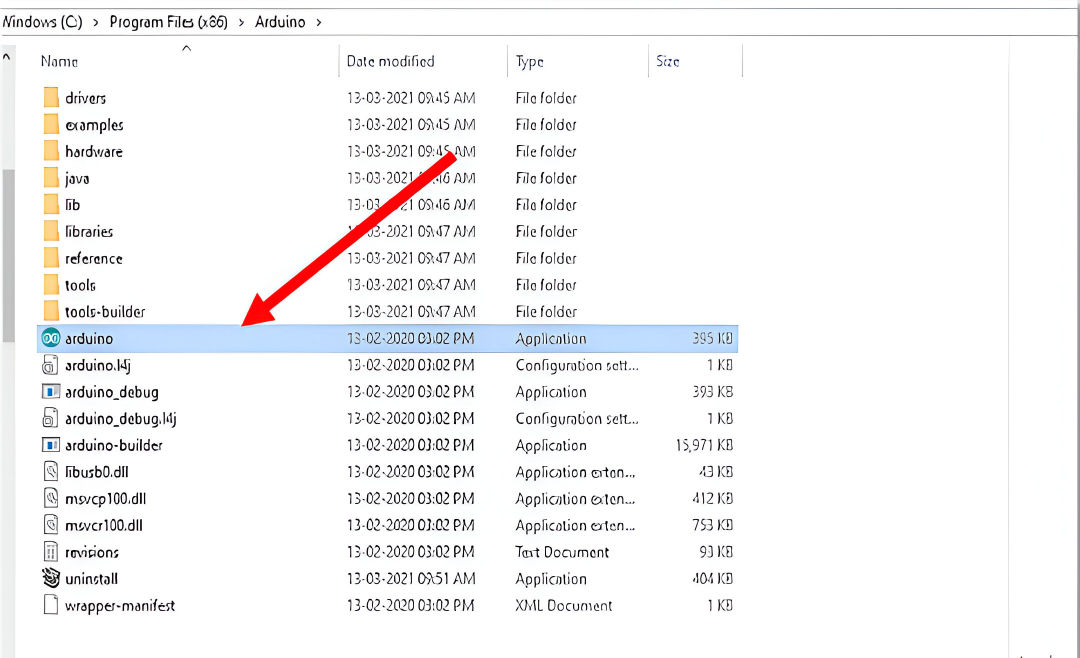 Windows (C:) > Program Files (x86) > Arduino >
Name Date modified Type Size
drivers 13-03-2021 09:45 AM File folder
examples 13-03-2021 09:45 AM File folder
hardware 13-03-2021 09:45 AM File folder
java 13-03-2021 09:46 AM File folder
lib 13-03-2021 09:46 AM File folder
libraries 13-03-2021 09:47 AM File folder
reference 13-03-2021 09:47 AM File folder
tools 13-03-2021 09:47 AM File folder
tools-builder 13-03-2021 09:47 AM File folder
arduino 13-02-2020 03:02 PM Application 395 KB
arduino.l4j 13-02-2020 03:02 PM Configuration sett... 1 KB
arduino_debug 13-02-2020 03:02 PM Application 393 KB
arduino_debug.l4j 13-02-2020 03:02 PM Configuration sett... 1 KB
arduino-builder 13-02-2020 03:02 PM Application 15,971 KB
libusb0.dll 13-02-2020 03:02 PM Application exten... 43 KB
msvcp100.dll 13-02-2020 03:02 PM Application exten... 412 KB
msvcr100.dll 13-02-2020 03:02 PM Application exten... 753 KB
revisions 13-02-2020 03:02 PM Text Document 93 KB
uninstall 13-03-2021 09:51 AM Application 404 KB
wrapper-manifest 13-02-2020 03:02 PM XML Document 1 KB